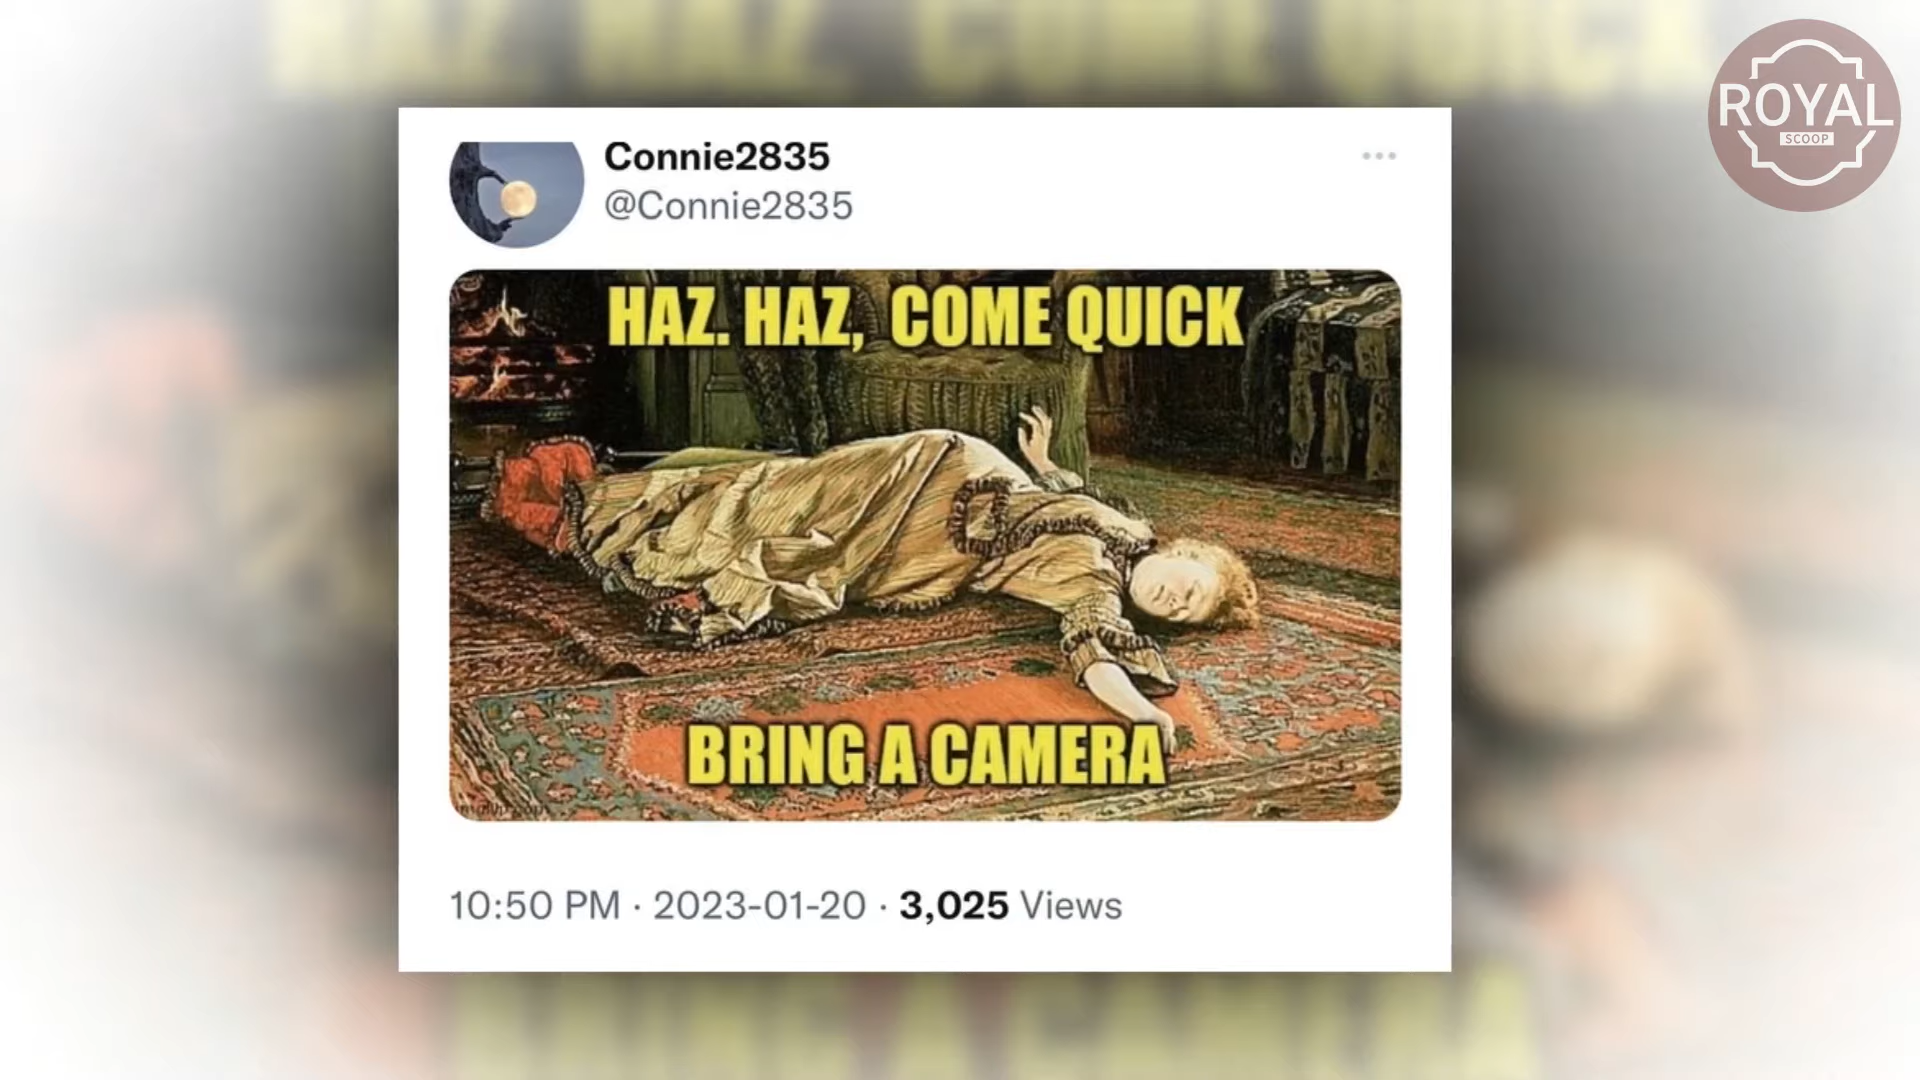 ROYAL
SCOOP
Connie2835
@Connie2835
HAZ. HAZ, COME QUICK
BRING A CAMERA
10:50 PM · 2023-01-20 · 3,025 Views